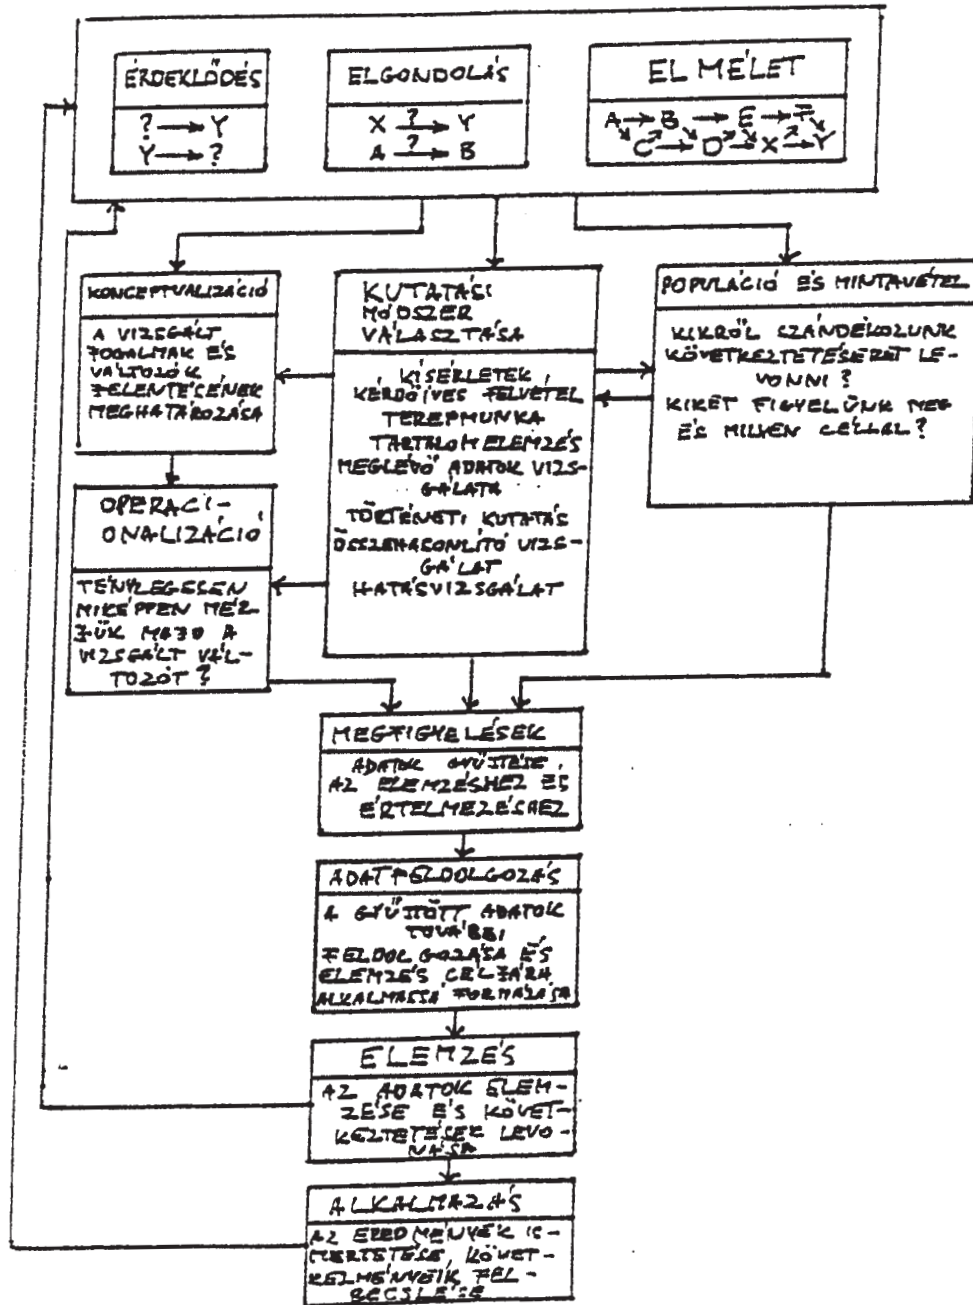 ÉRDEKLŐDÉS
? → Y
Y → ?
ELGONDOLÁS
X ? → Y
A ? → B
ELMÉLET
A → B → E → F
C → D → X → Y
KONCEPTUALIZÁCIÓ
A VIZSGÁLT
FOGALMAK ÉS
VÁLTOZÓK
JELENTÉSÉNEK
MEGHATÁROZÁSA
OPERACI-
ONALIZÁCIÓ
TÉNYLEGESEN
MIKÉPPEN MÉR-
JÜK MAJD A
VIZSGÁLT VÁL-
TOZÓT?
KUTATÁSI
MÓDSZER
VÁLASZTÁSA
KÍSÉRLETEK
KÉRDŐÍVES FELVÉTEL
TEREPMUNKA
TARTALOMELEMZÉS
MEGLÉVŐ ADATOK VIZS-
GÁLATA
TÖRTÉNETI KUTATÁS
ÖSSZEHASONLÍTÓ VIZS-
GÁLAT
HATÁSVIZSGÁLAT
POPULÁCIÓ ÉS MINTAVÉTEL
KIKRŐL SZÁNDÉKOZUNK
KÖVETKEZTETÉSEKET LE-
VONNI?
KIKET FIGYELÜNK MEG
ÉS MILYEN CÉLLAL?
MEGFIGYELÉSEK
ADATOK GYŰJTÉSE
AZ ELEMZÉSHEZ ÉS
ÉRTELMEZÉSHEZ
ADATFELDOLGOZÁS
A GYŰJTÖTT ADATOK
TOVÁBBI
FELDOLGOZÁSA ÉS
ELEMZÉS CÉLJÁRA
ALKALMASSÁ FORMÁLÁSA
ELEMZÉS
AZ ADATOK ELEM-
ZÉSE ÉS KÖVET-
KEZTETÉSEK LEVO-
NÁSA
ALKALMAZÁS
AZ EREDMÉNYEK IS-
MERTETÉSE, KÖVET-
KEZMÉNYEIK FEL-
BECSLÉSE